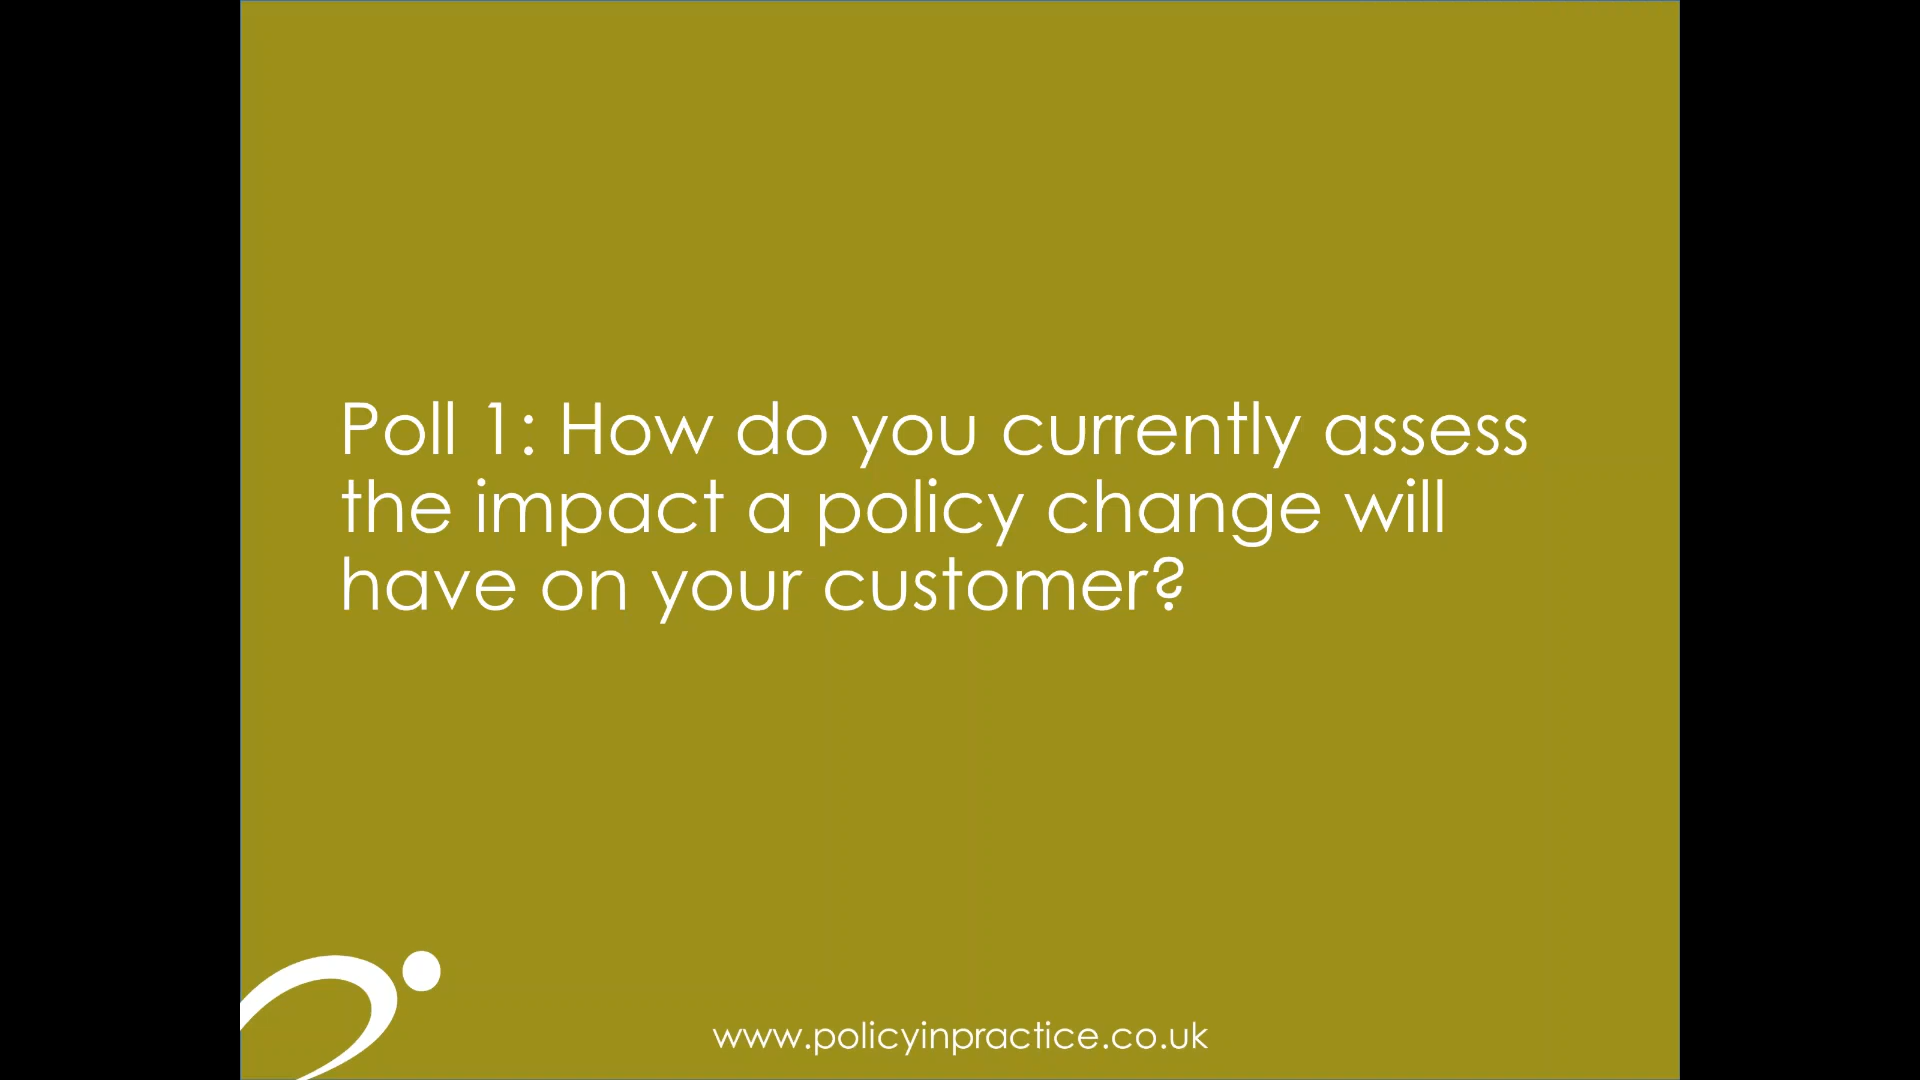 Poll 1: How do you currently assess
the impact a policy change will
have on your customer?
www.policyinpractice.co.uk